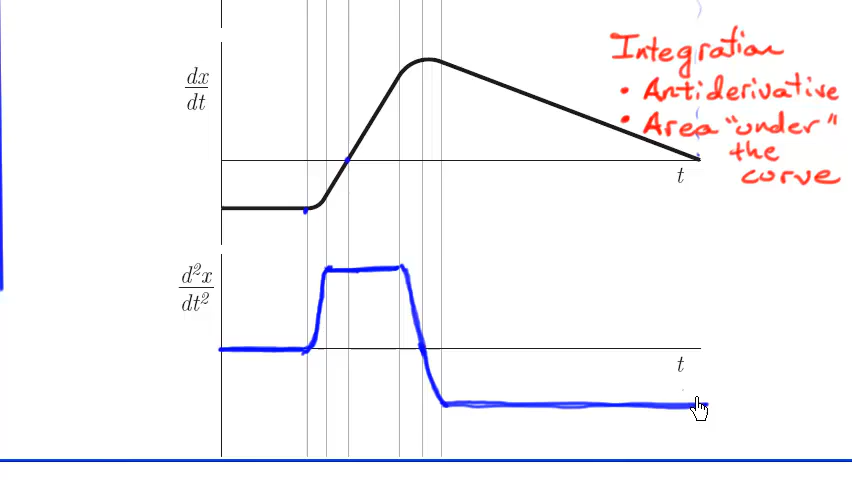 Integration
• Antiderivative
• Area "under"
the
curve
dx
dt
t
d²x
dt²
t